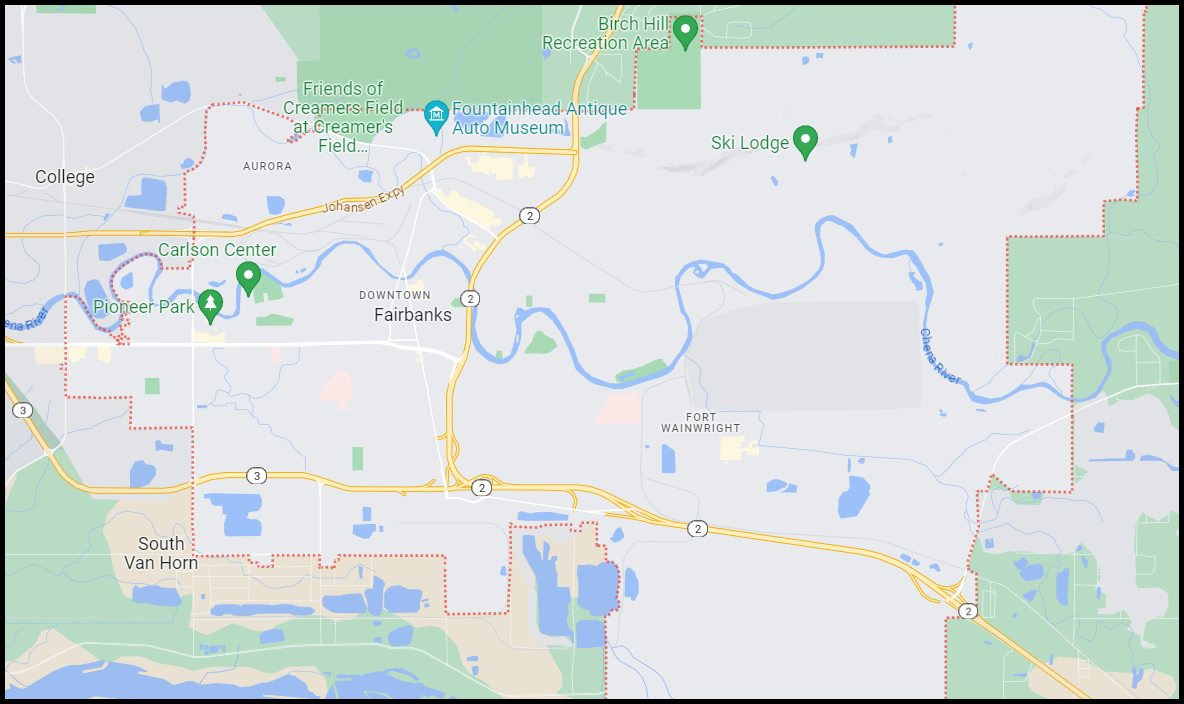 Birch Hill
Recreation Area
Friends of
Creamers Field
at Creamer's
Field...
Fountainhead Antique
Auto Museum
Ski Lodge
AURORA
College
Johansen Expy
2
Carlson Center
DOWNTOWN
2
Pioneer Park
Fairbanks
ena River
Chena River
3
FORT
WAINWRIGHT
3
2
2
South
Van Horn
2